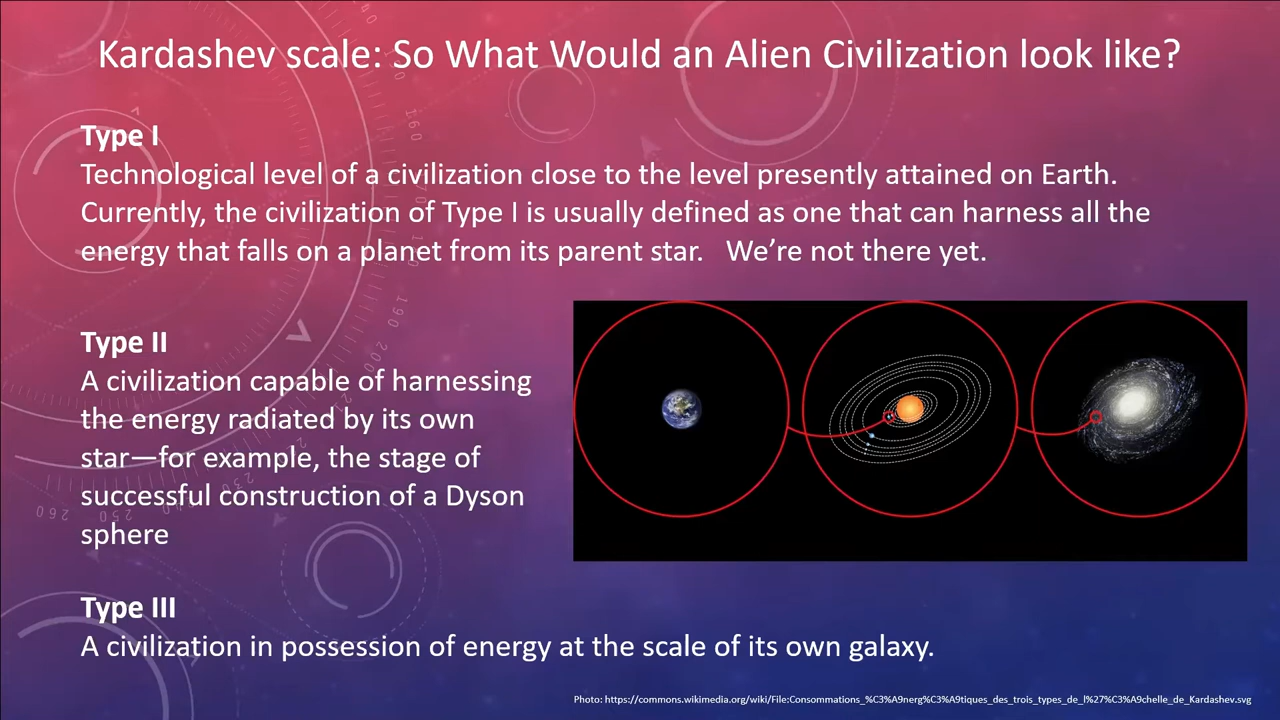 Kardashev scale: So What Would an Alien Civilization look like?
Type I
Technological level of a civilization close to the level presently attained on Earth.
Currently, the civilization of Type I is usually defined as one that can harness all the
energy that falls on a planet from its parent star.   We’re not there yet.
Type II
A civilization capable of harnessing
the energy radiated by its own
star—for example, the stage of
successful construction of a Dyson
sphere
Type III
A civilization in possession of energy at the scale of its own galaxy.
Photo: https://commons.wikimedia.org/wiki/File:Consommations_%C3%A9nerg%C3%A9tiques_des_trois_types_de_l%27%C3%A9chelle_de_Kardashev.svg
160
190
200
250
260